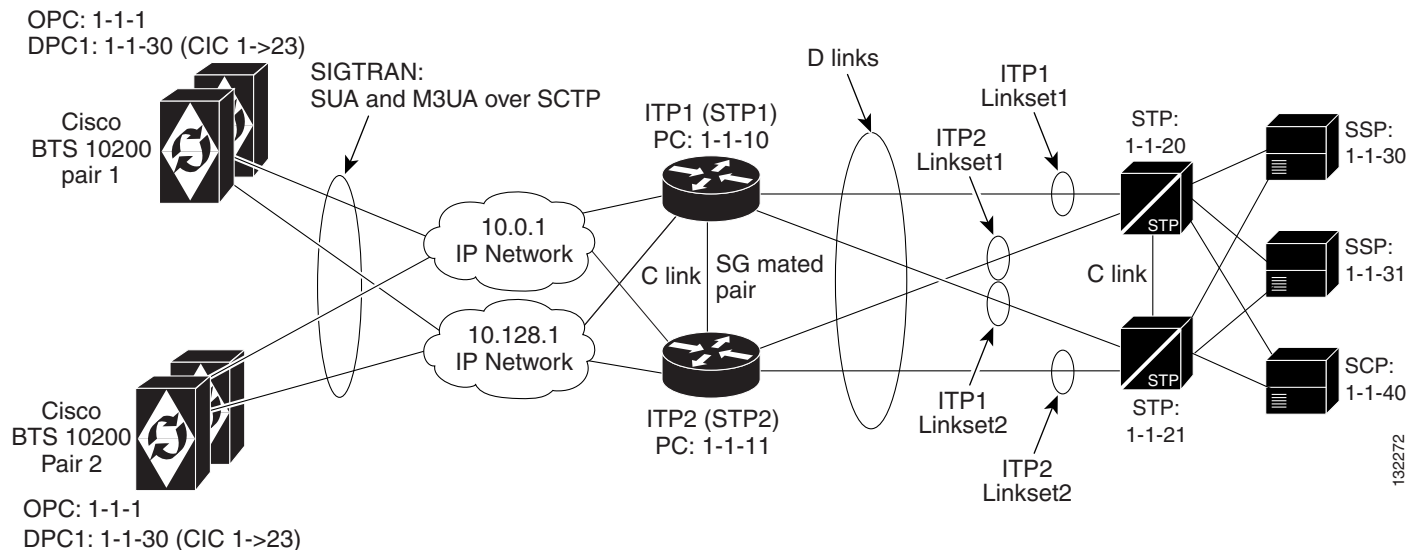 OPC: 1-1-1
DPC1: 1-1-30 (CIC 1->23)
Cisco
BTS 10200
pair 1
SIGTRAN:
SUA and M3UA over SCTP
10.0.1
IP Network
10.128.1
IP Network
ITP1 (STP1)
PC: 1-1-10
C link
SG mated
pair
ITP2 (STP2)
PC: 1-1-11
D links
ITP1
Linkset1
ITP2
Linkset1
ITP1
Linkset2
ITP2
Linkset2
STP:
1-1-20
STP
C link
STP
STP:
1-1-21
SSP:
1-1-30
SSP:
1-1-31
SCP:
1-1-40
Cisco
BTS 10200
Pair 2
OPC: 1-1-1
DPC1: 1-1-30 (CIC 1->23)
132272